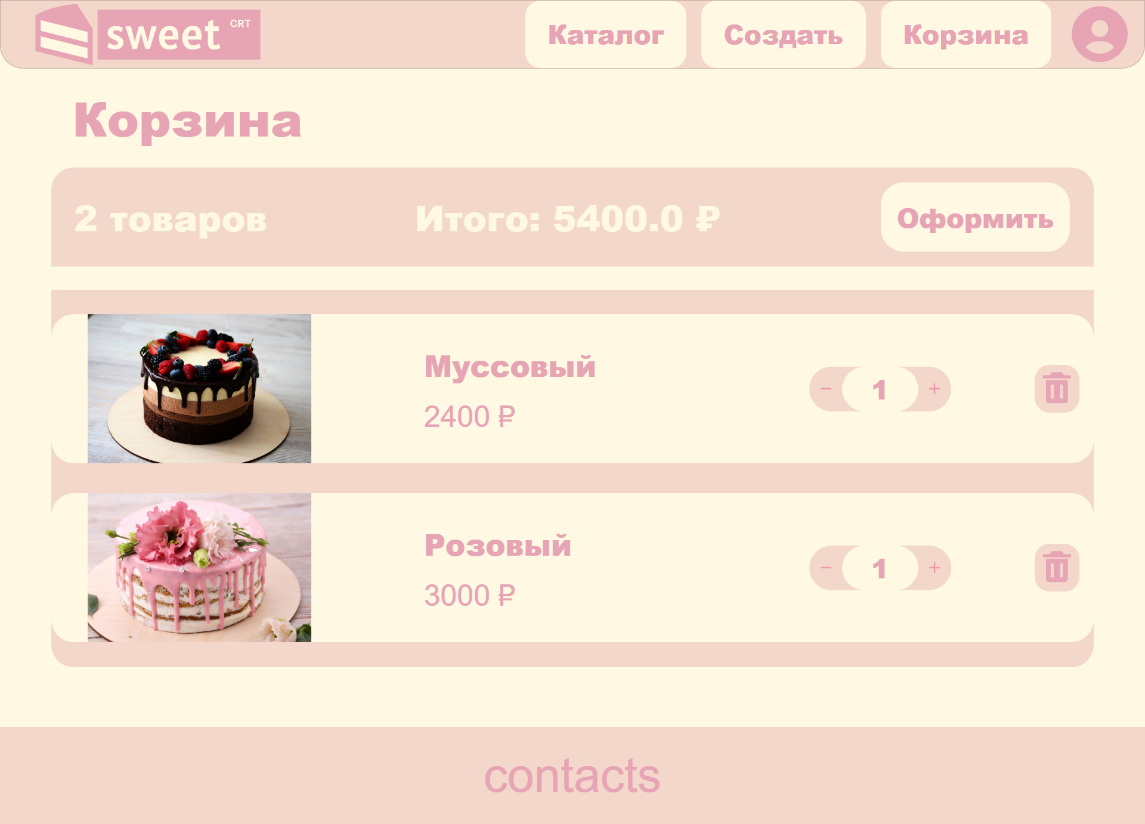 sweet CRT
Каталог
Создать
Корзина
Корзина
2 товаров
Итого: 5400.0 ₽
Оформить
Муссовый
2400 ₽
− 1 +
Розовый
3000 ₽
− 1 +
contacts